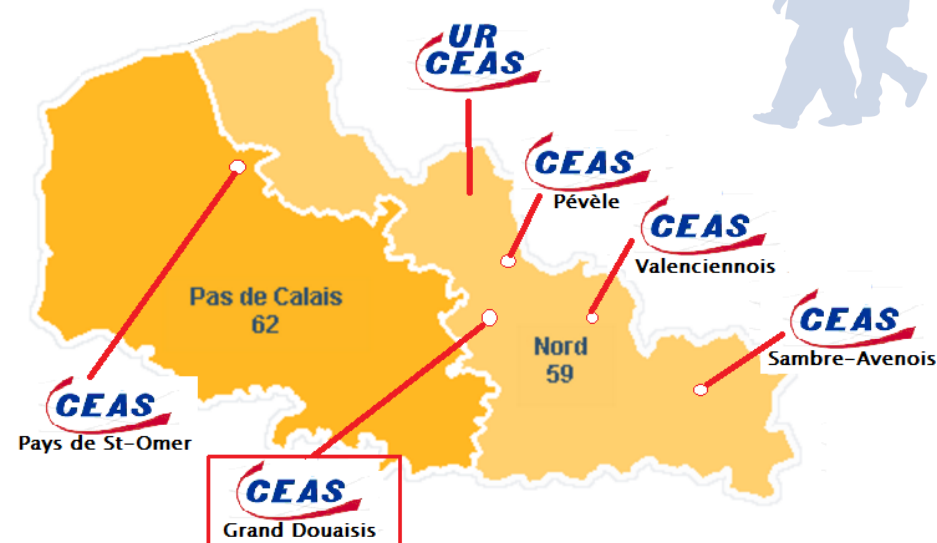 UR
CEAS
CEAS
Pévèle
CEAS
Valenciennois
Pas de Calais
62
CEAS
Sambre-Avenois
Nord
59
CEAS
Pays de St-Omer
CEAS
Grand Douaisis